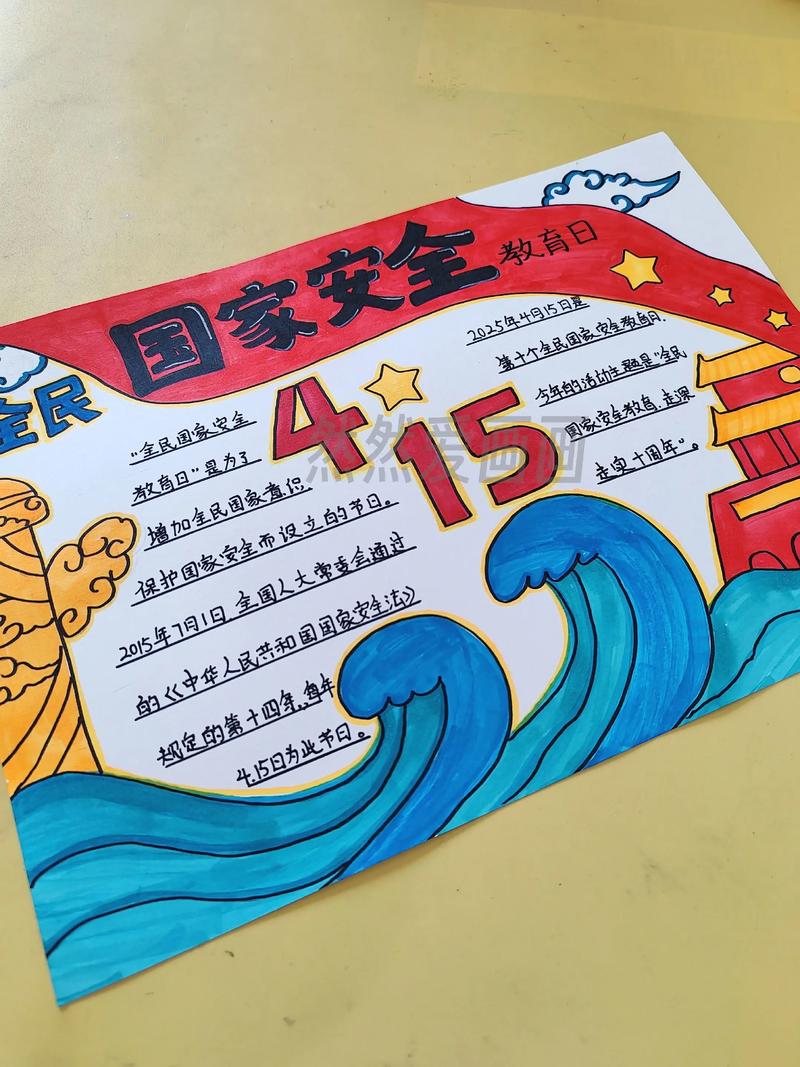 国家安全教育日
全民
4.15
"全民国家安全
教育日"是为了
增加全民国家意识
保护国家安全而设立的节日。
2015年7月1日.全国人大常委会通过
的《中华人民共和国国家安全法》
规定的第十四条,每年
4.15日为此节日。
2025年4月15日是
第十个全民国家安全教育日.
今年的活动主题是"全民
国家安全教育.走深
走实十周年"。
然然爱画画